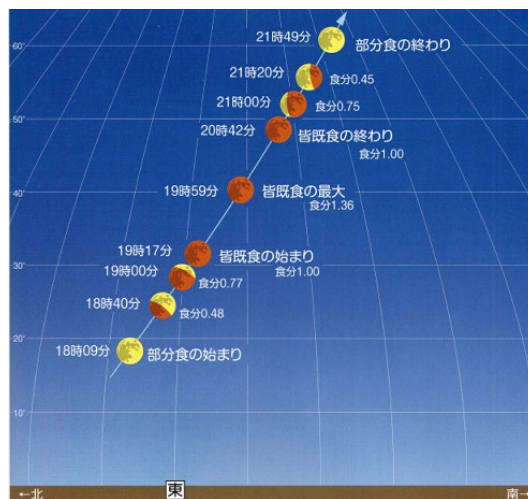 60°
21時49分
部分食の終わり
21時20分
食分0.45
21時00分
食分0.75
50°
20時42分
皆既食の終わり
食分1.00
40°
19時59分
皆既食の最大
食分1.36
19時17分
皆既食の始まり
食分1.00
30°
19時00分
食分0.77
18時40分
食分0.48
20°
18時09分
部分食の始まり
10°
←北
東
南→